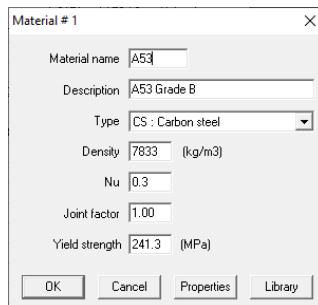 Material # 1
Material name A53
Description A53 Grade B
Type CS : Carbon steel
Density 7833 (kg/m3)
Nu 0.3
Joint factor 1.00
Yield strength 241.3 (MPa)
OK Cancel Properties Library